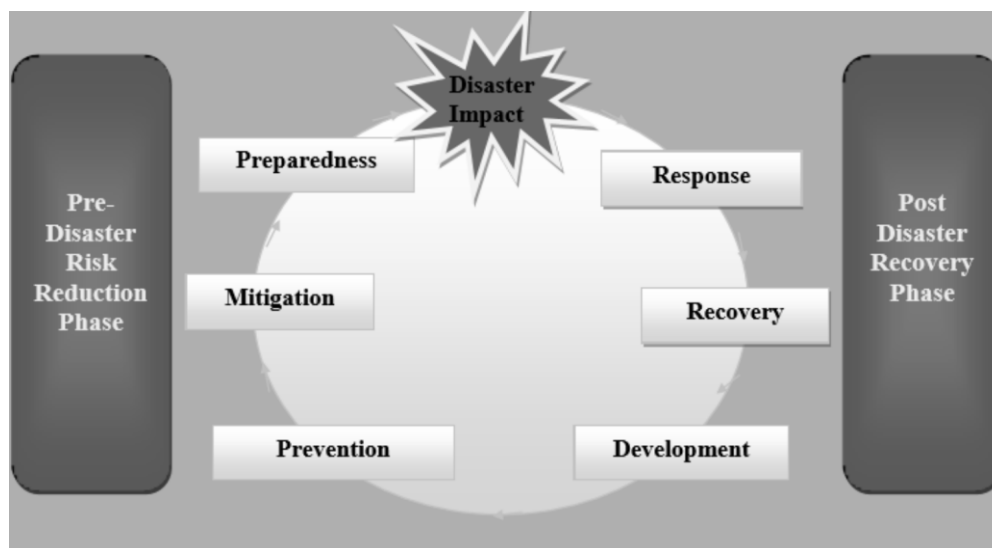 Disaster
Impact
Preparedness
Response
Pre-
Disaster
Risk
Reduction
Phase
Post
Disaster
Recovery
Phase
Mitigation
Recovery
Prevention
Development